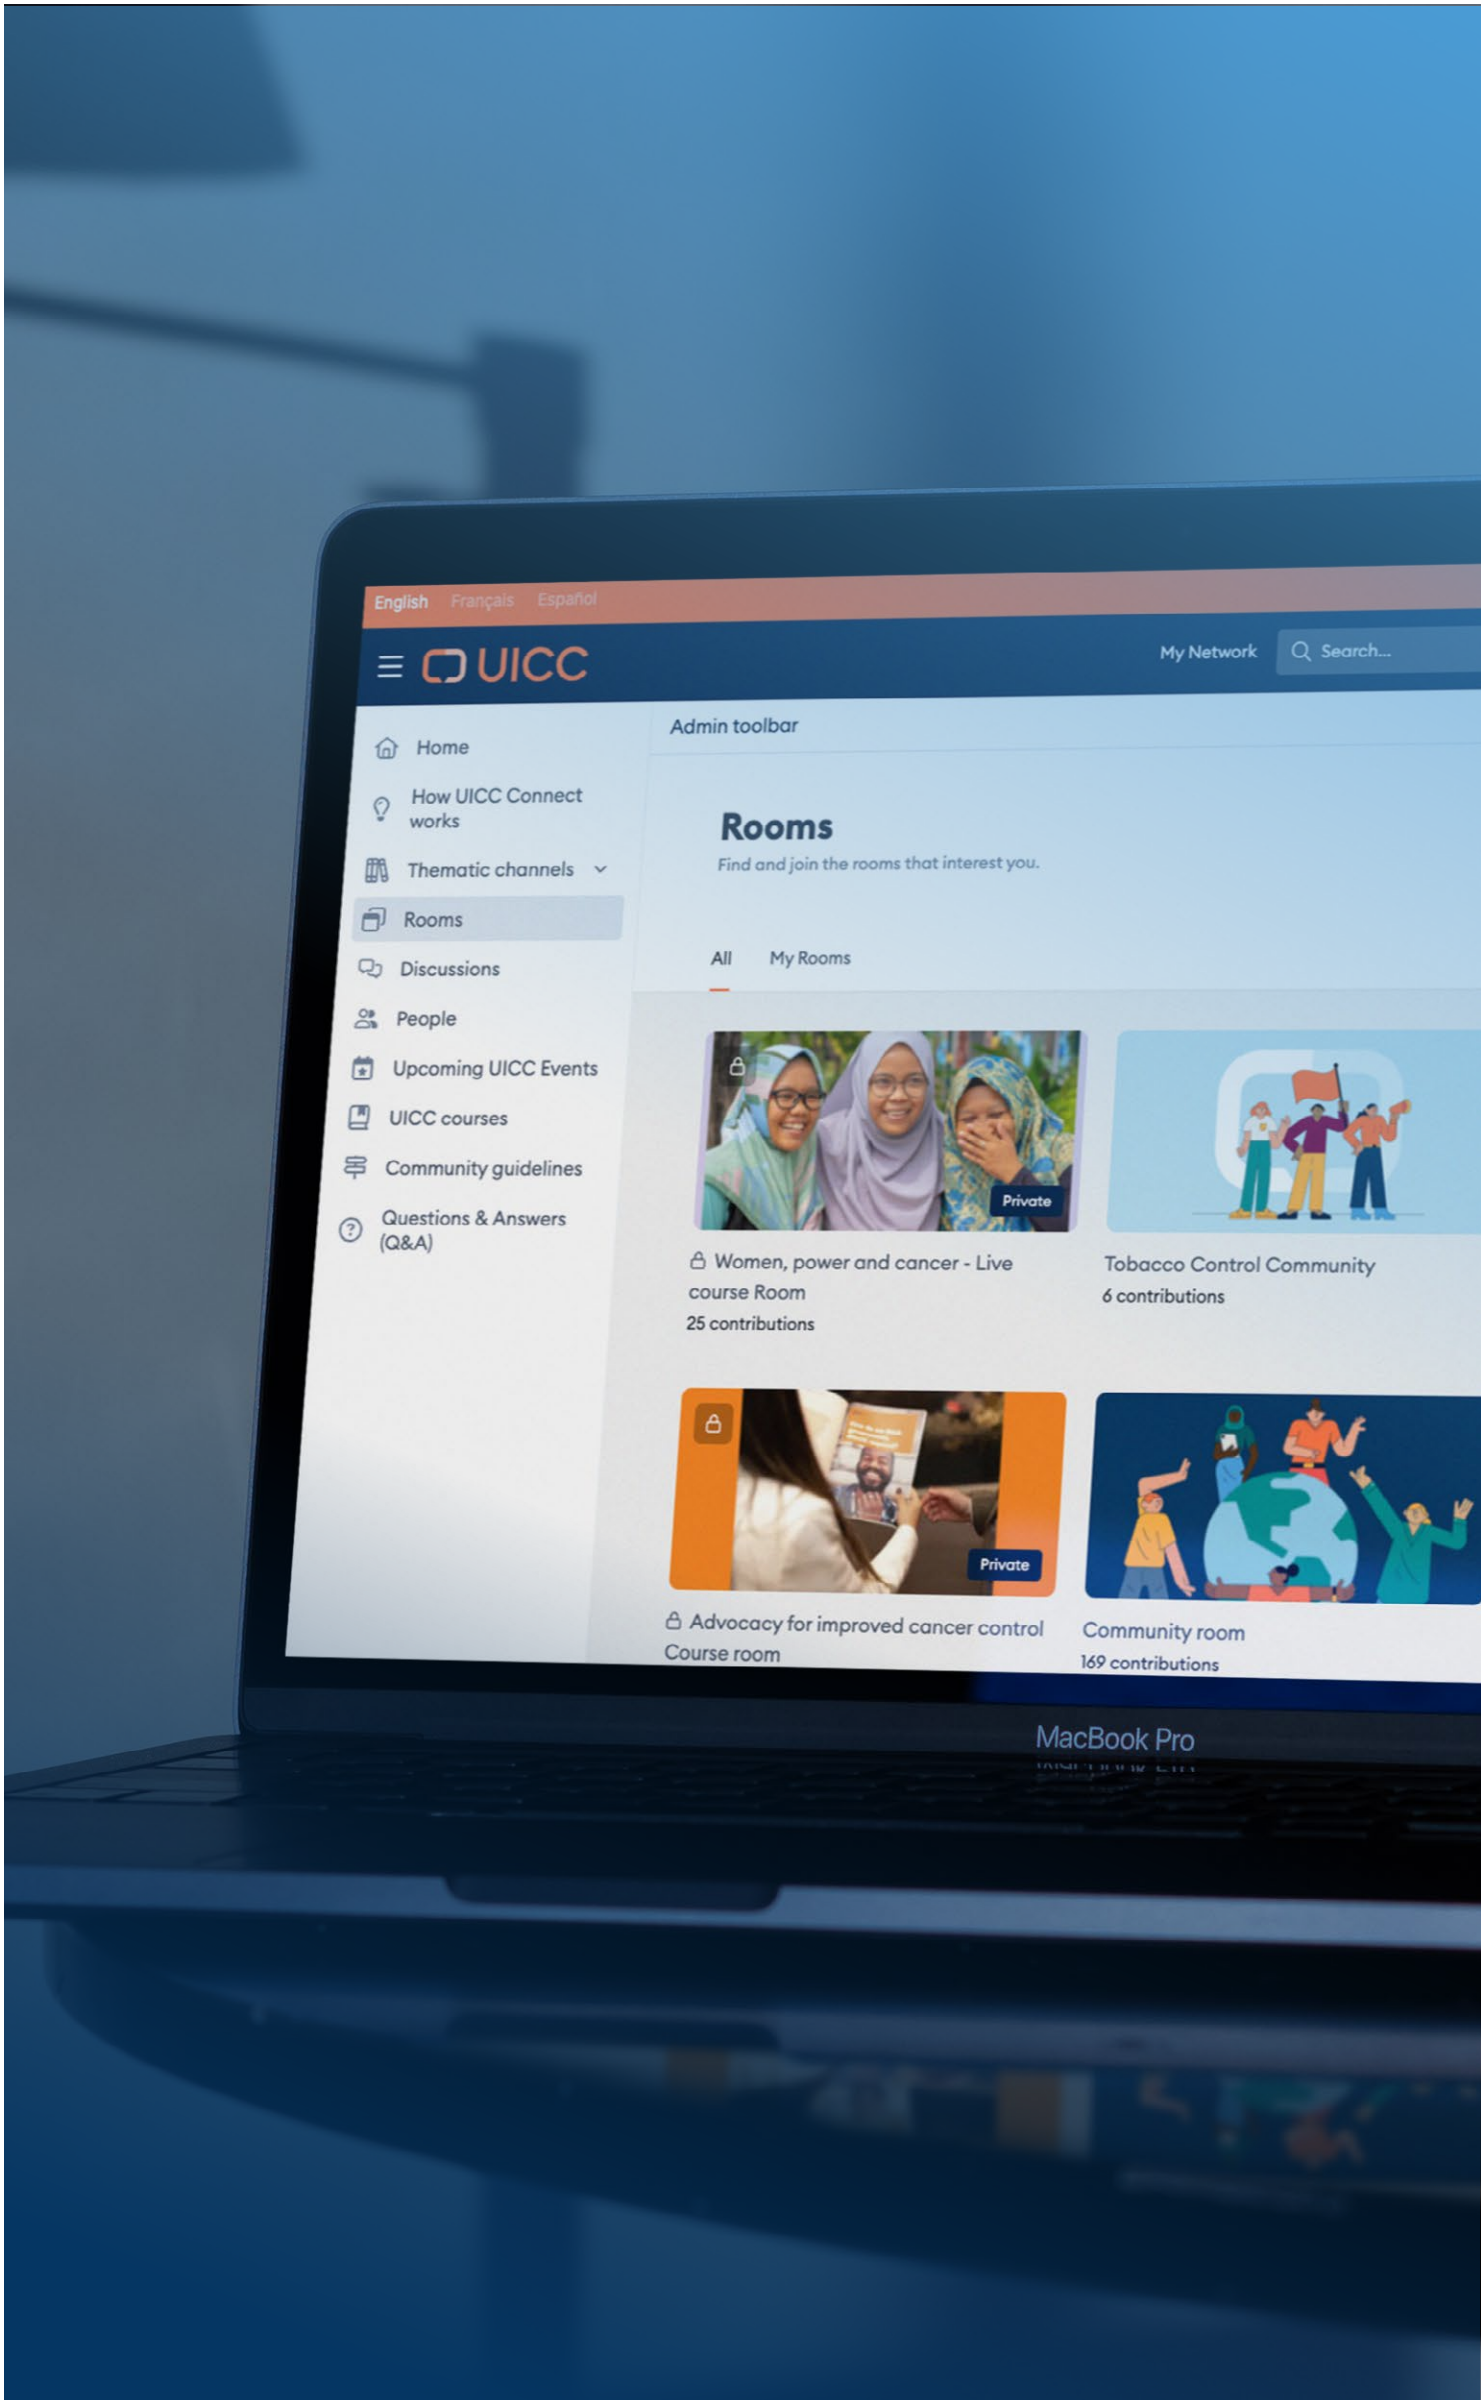 English Français Español
UICC
My Network
Search...
Home
How UICC Connect
works
Thematic channels
Rooms
Discussions
People
Upcoming UICC Events
UICC courses
Community guidelines
Questions & Answers
(Q&A)
Admin toolbar
Rooms
Find and join the rooms that interest you.
All My Rooms
Private
Women, power and cancer - Live
course Room
25 contributions
Tobacco Control Community
6 contributions
Private
Advocacy for improved cancer control
Course room
Community room
169 contributions
MacBook Pro